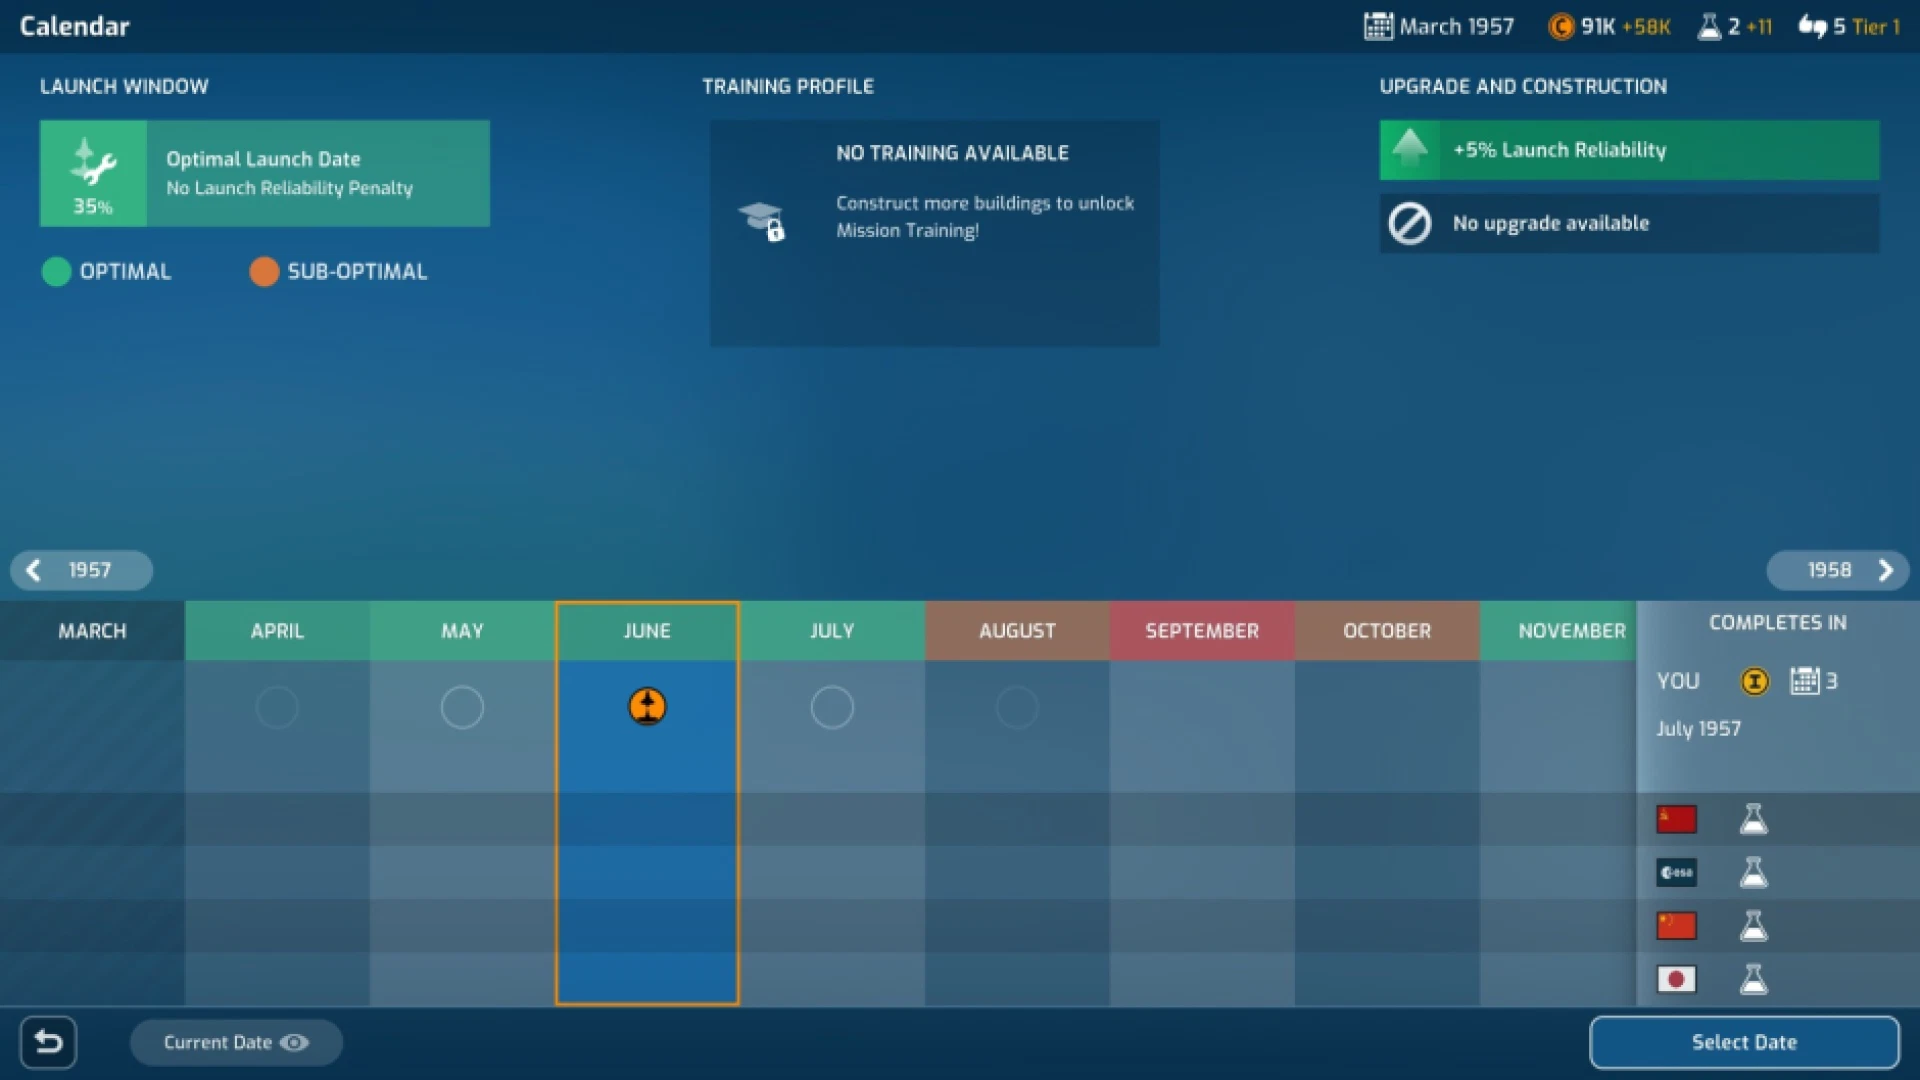 Calendar
March 1957
91K +58K
2 +11
5 Tier 1
LAUNCH WINDOW
35%
Optimal Launch Date
No Launch Reliability Penalty
OPTIMAL
SUB-OPTIMAL
TRAINING PROFILE
NO TRAINING AVAILABLE
Construct more buildings to unlock
Mission Training!
UPGRADE AND CONSTRUCTION
+5% Launch Reliability
No upgrade available
1957
1958
MARCH
APRIL
MAY
JUNE
JULY
AUGUST
SEPTEMBER
OCTOBER
NOVEMBER
COMPLETES IN
YOU
I
3
July 1957
esa
Current Date
Select Date